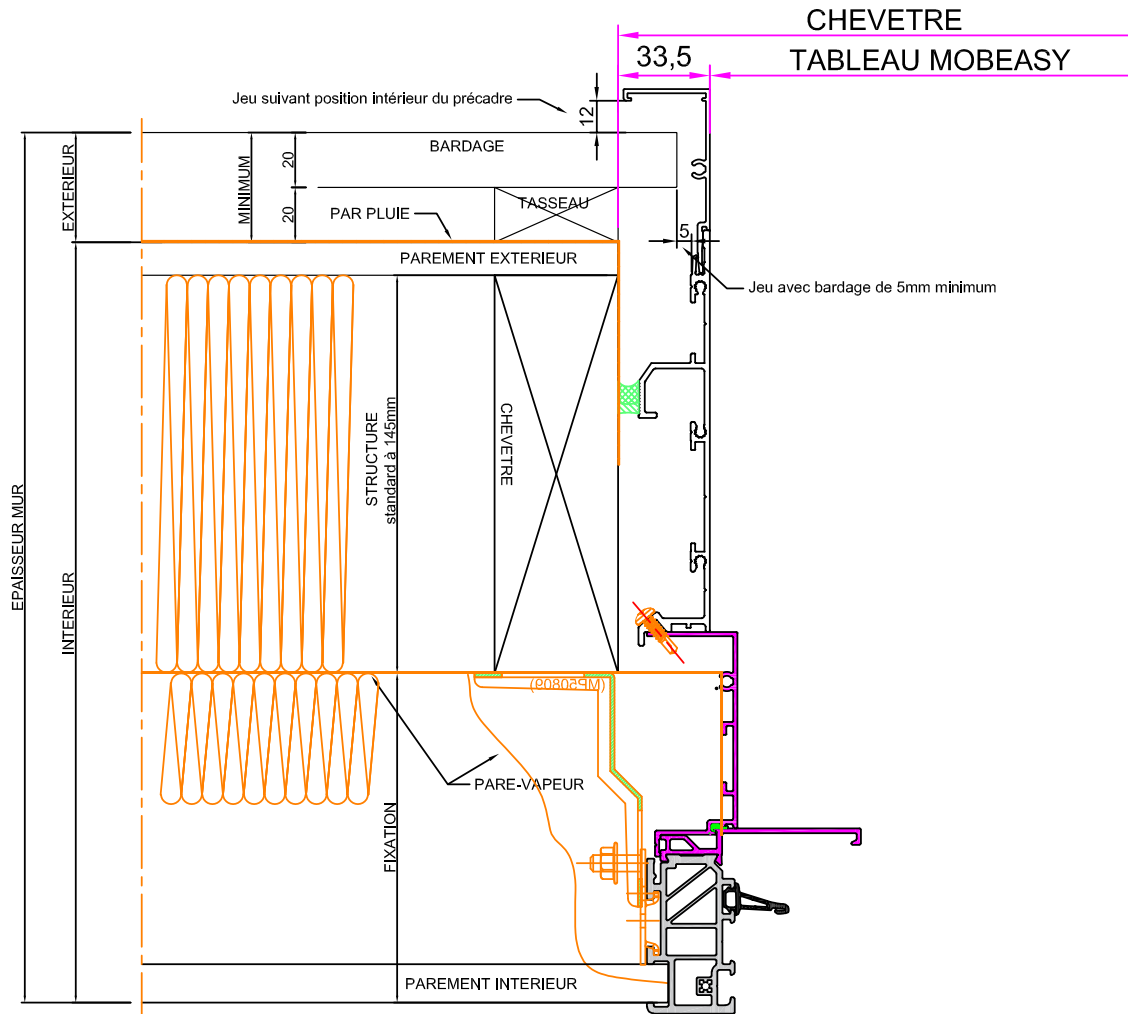 CHEVETRE
33,5
TABLEAU MOBEASY
Jeu suivant position intérieur du précadre
12
BARDAGE
EXTERIEUR
MINIMUM
20
20
TASSEAU
PAR PLUIE
5
PAREMENT EXTERIEUR
Jeu avec bardage de 5mm minimum
STRUCTURE
standard à 145mm
CHEVETRE
EPAISSEUR MUR
INTERIEUR
(MP50809)
PARE-VAPEUR
FIXATION
PAREMENT INTERIEUR